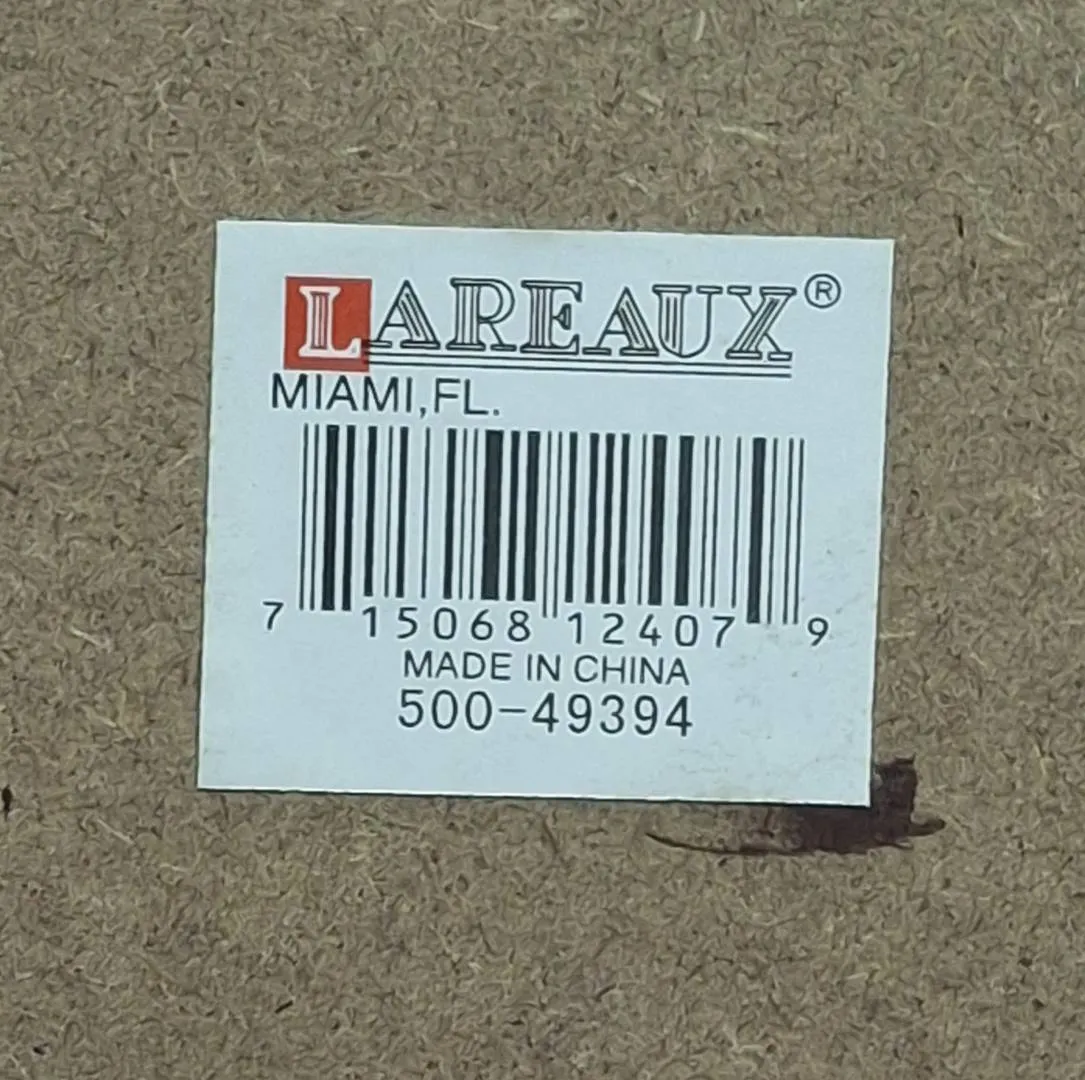 LAREAUX®
MIAMI,FL.
7 15068 12407 9
MADE IN CHINA
500-49394